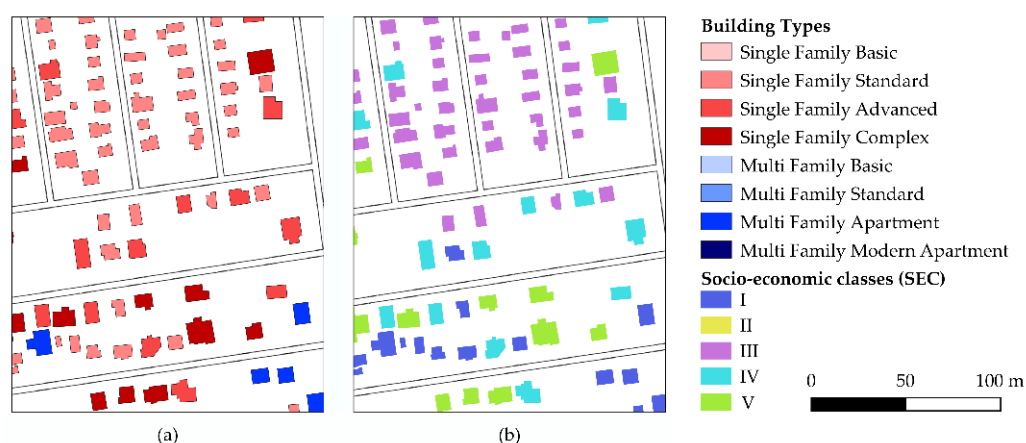 Building Types
Single Family Basic
Single Family Standard
Single Family Advanced
Single Family Complex
Multi Family Basic
Multi Family Standard
Multi Family Apartment
Multi Family Modern Apartment
Socio-economic classes (SEC)
I
II
III
IV
V
0 50 100 m
(a) (b)